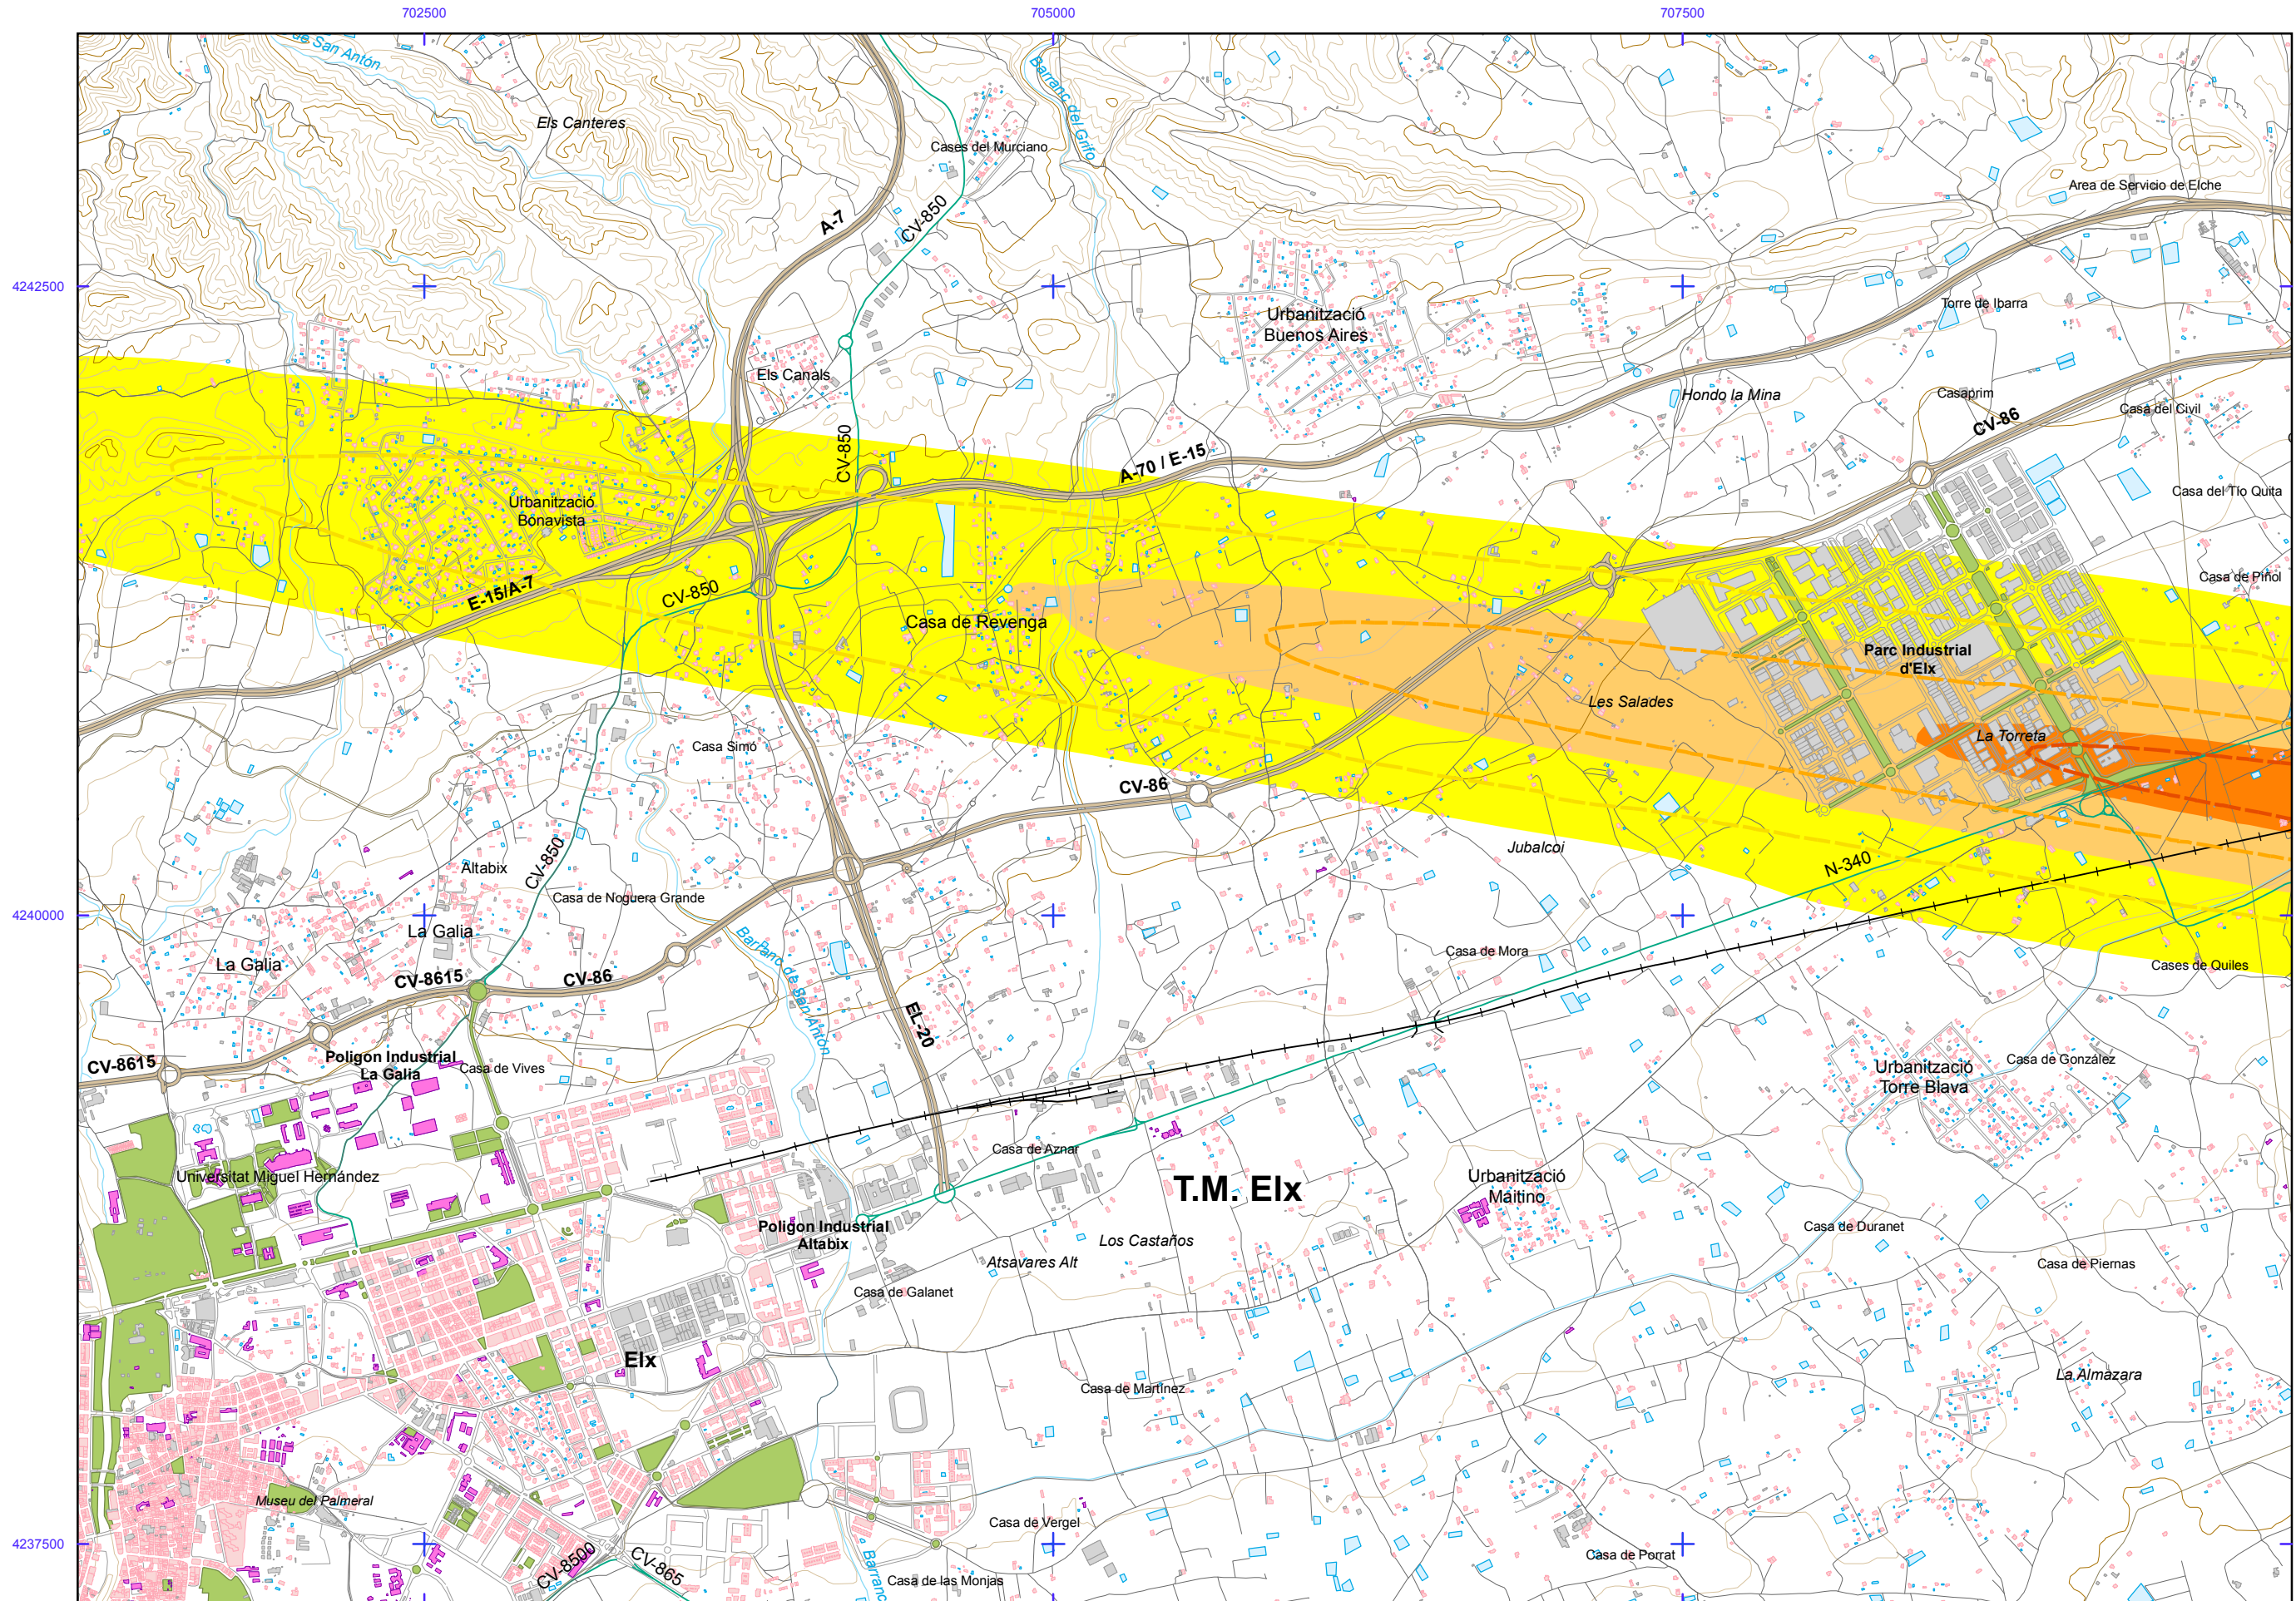 702500
705000
707500
de San Antón
Els Canteres
Barranc del Grifo
Cases del Murciano
Area de Servicio de Elche
A-7
CV-850
4242500
Torre de Ibarra
Urbanització
Buenos Aires
Els Canals
Hondo la Mina
Casaprim
Casa del Civil
CV-86
CV-850
A-70 / E-15
Casa del Tío Quita
Urbanització
Bonavista
E-15/A-7
CV-850
Casa de Piñol
Casa de Revenga
Parc Industrial
d'Elx
Les Salades
La Torreta
Casa Simó
CV-86
Jubalcoi
N-340
Altabix
CV-850
Casa de Noguera Grande
4240000
La Galia
La Galia
Barranc de San Antton
Casa de Mora
Cases de Quiles
CV-8615
CV-86
EL-20
CV-8615
Poligon Industrial
La Galia
Casa de Vives
Urbanització
Torre Blava
Casa de González
Casa de Aznar
Universitat Miguel Hernández
T.M. Elx
Urbanització
Maitino
Poligon Industrial
Altabix
Los Castaños
Atsavares Alt
Casa de Duranet
Casa de Piernas
Casa de Galanet
Elx
Casa de Martínez
La Almazara
Museu del Palmeral
Casa de Vergel
4237500
CV-8500
CV-865
Barranc
Casa de las Monjas
Casa de Porrat